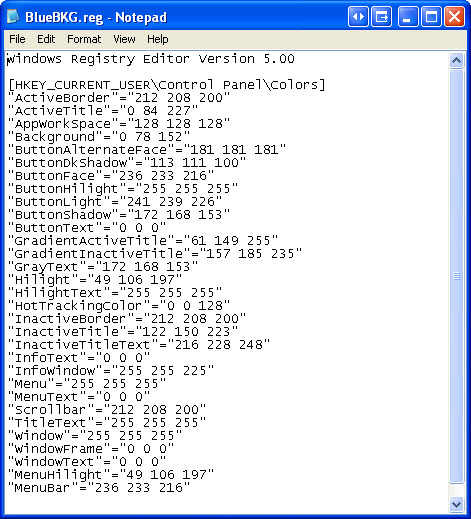 BlueBKG.reg - Notepad
File Edit Format View Help
Windows Registry Editor Version 5.00
[HKEY_CURRENT_USER\Control Panel\Colors]
"ActiveBorder"="212 208 200"
"ActiveTitle"="0 84 227"
"AppWorkSpace"="128 128 128"
"Background"="0 78 152"
"ButtonAlternateFace"="181 181 181"
"ButtonDkShadow"="113 111 100"
"ButtonFace"="236 233 216"
"ButtonHilight"="255 255 255"
"ButtonLight"="241 239 226"
"ButtonShadow"="172 168 153"
"ButtonText"="0 0 0"
"GradientActiveTitle"="61 149 255"
"GradientInactiveTitle"="157 185 235"
"GrayText"="172 168 153"
"Hilight"="49 106 197"
"HilightText"="255 255 255"
"HotTrackingColor"="0 0 128"
"InactiveBorder"="212 208 200"
"InactiveTitle"="122 150 223"
"InactiveTitleText"="216 228 248"
"InfoText"="0 0 0"
"InfoWindow"="255 255 225"
"Menu"="255 255 255"
"MenuText"="0 0 0"
"Scrollbar"="212 208 200"
"TitleText"="255 255 255"
"Window"="255 255 255"
"WindowFrame"="0 0 0"
"WindowText"="0 0 0"
"MenuHilight"="49 106 197"
"MenuBar"="236 233 216"